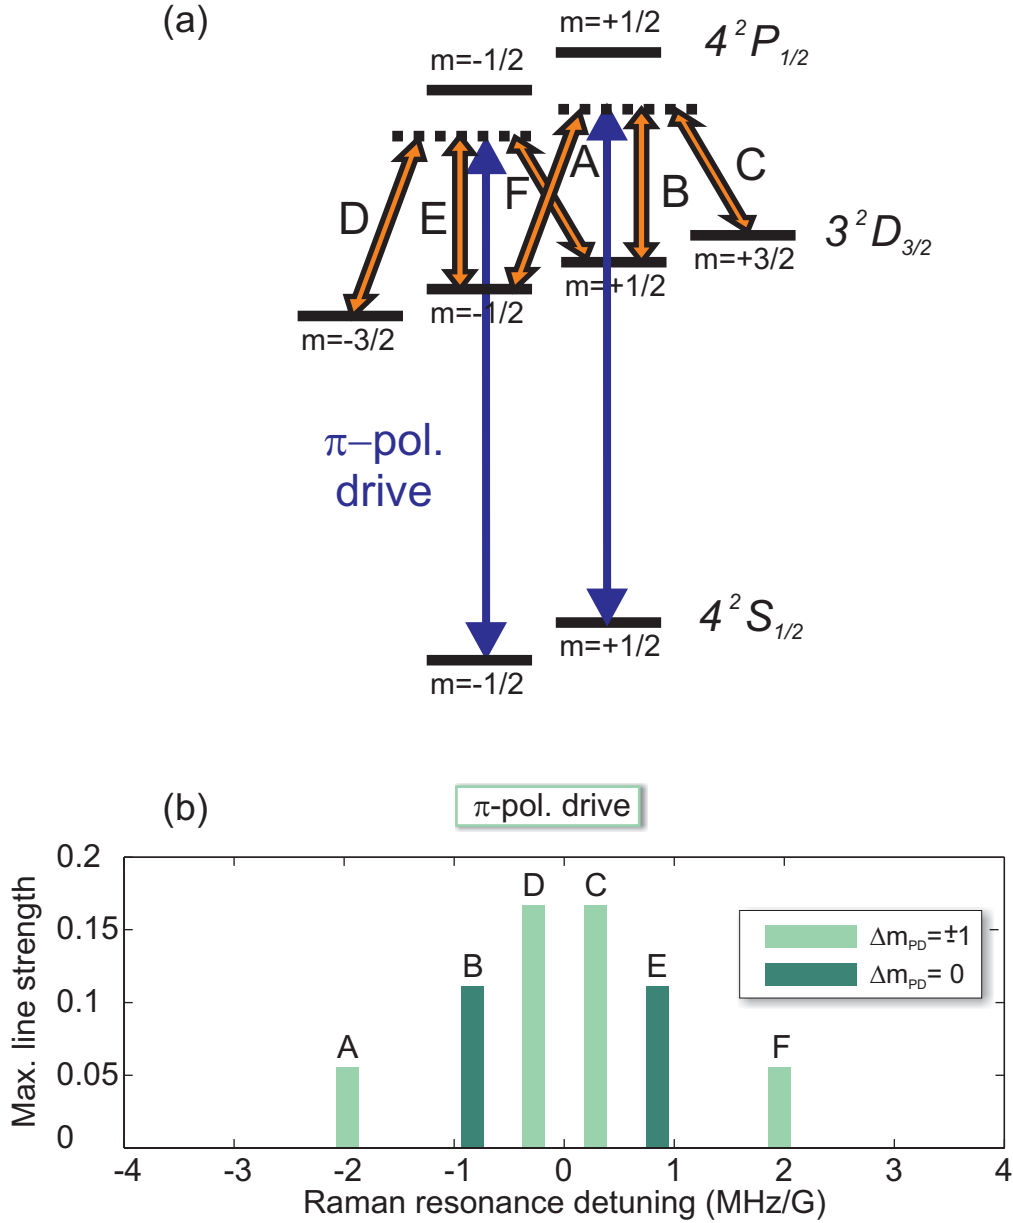 (a)
m=+1/2
4 ²P₁/₂
m=-1/2
A
C
D
E
F
B
3 ²D₃/₂
m=+3/2
m=+1/2
m=-1/2
m=-3/2
π–pol.
drive
4 ²S₁/₂
m=+1/2
m=-1/2
(b)
π-pol. drive
Max. line strength
0.2
0.15
0.1
0.05
0
D
C
B
E
A
F
Δm_PD=±1
Δm_PD= 0
-4 -3 -2 -1 0 1 2 3 4
Raman resonance detuning (MHz/G)